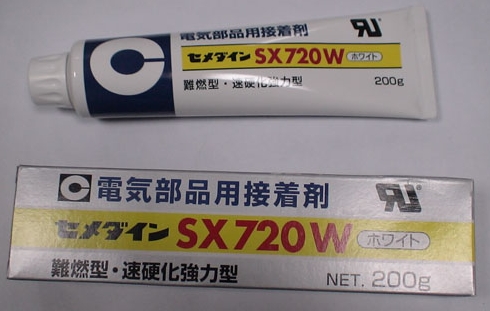 C 電気部品用接着剤
セメダイン SX720W ホワイト
200g
難燃型・速硬化強力型
C 電気部品用接着剤
セメダイン SX720W ホワイト
難燃型・速硬化強力型
NET. 200g